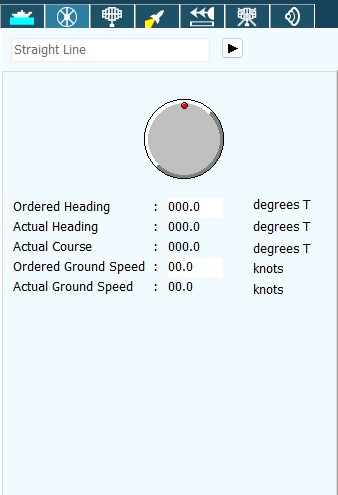 Straight Line
Ordered Heading : 000.0 degrees T
Actual Heading : 000.0 degrees T
Actual Course : 000.0 degrees T
Ordered Ground Speed : 00.0 knots
Actual Ground Speed : 00.0 knots